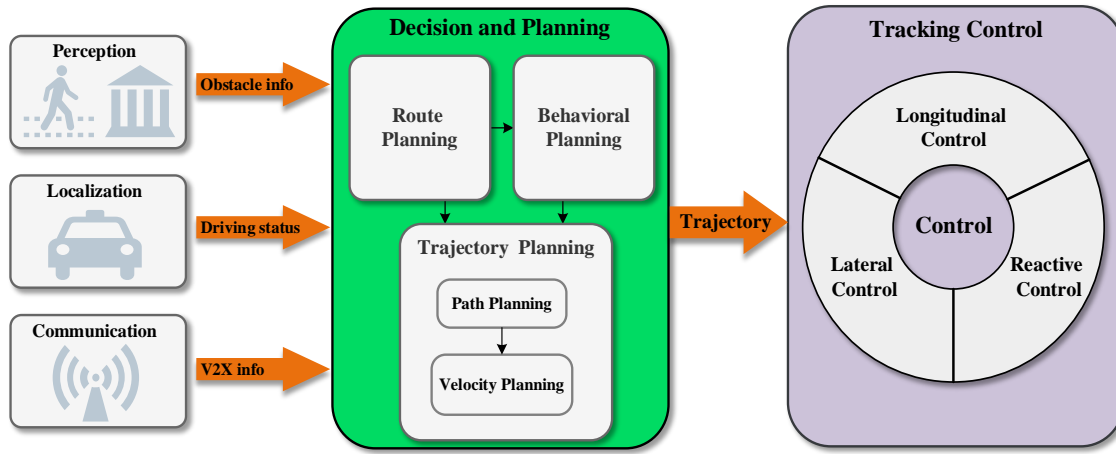 Perception
Obstacle info
Localization
Driving status
Communication
V2X info
Decision and Planning
Route
Planning
Behavioral
Planning
Trajectory Planning
Path Planning
Velocity Planning
Trajectory
Tracking Control
Longitudinal
Control
Control
Lateral
Control
Reactive
Control